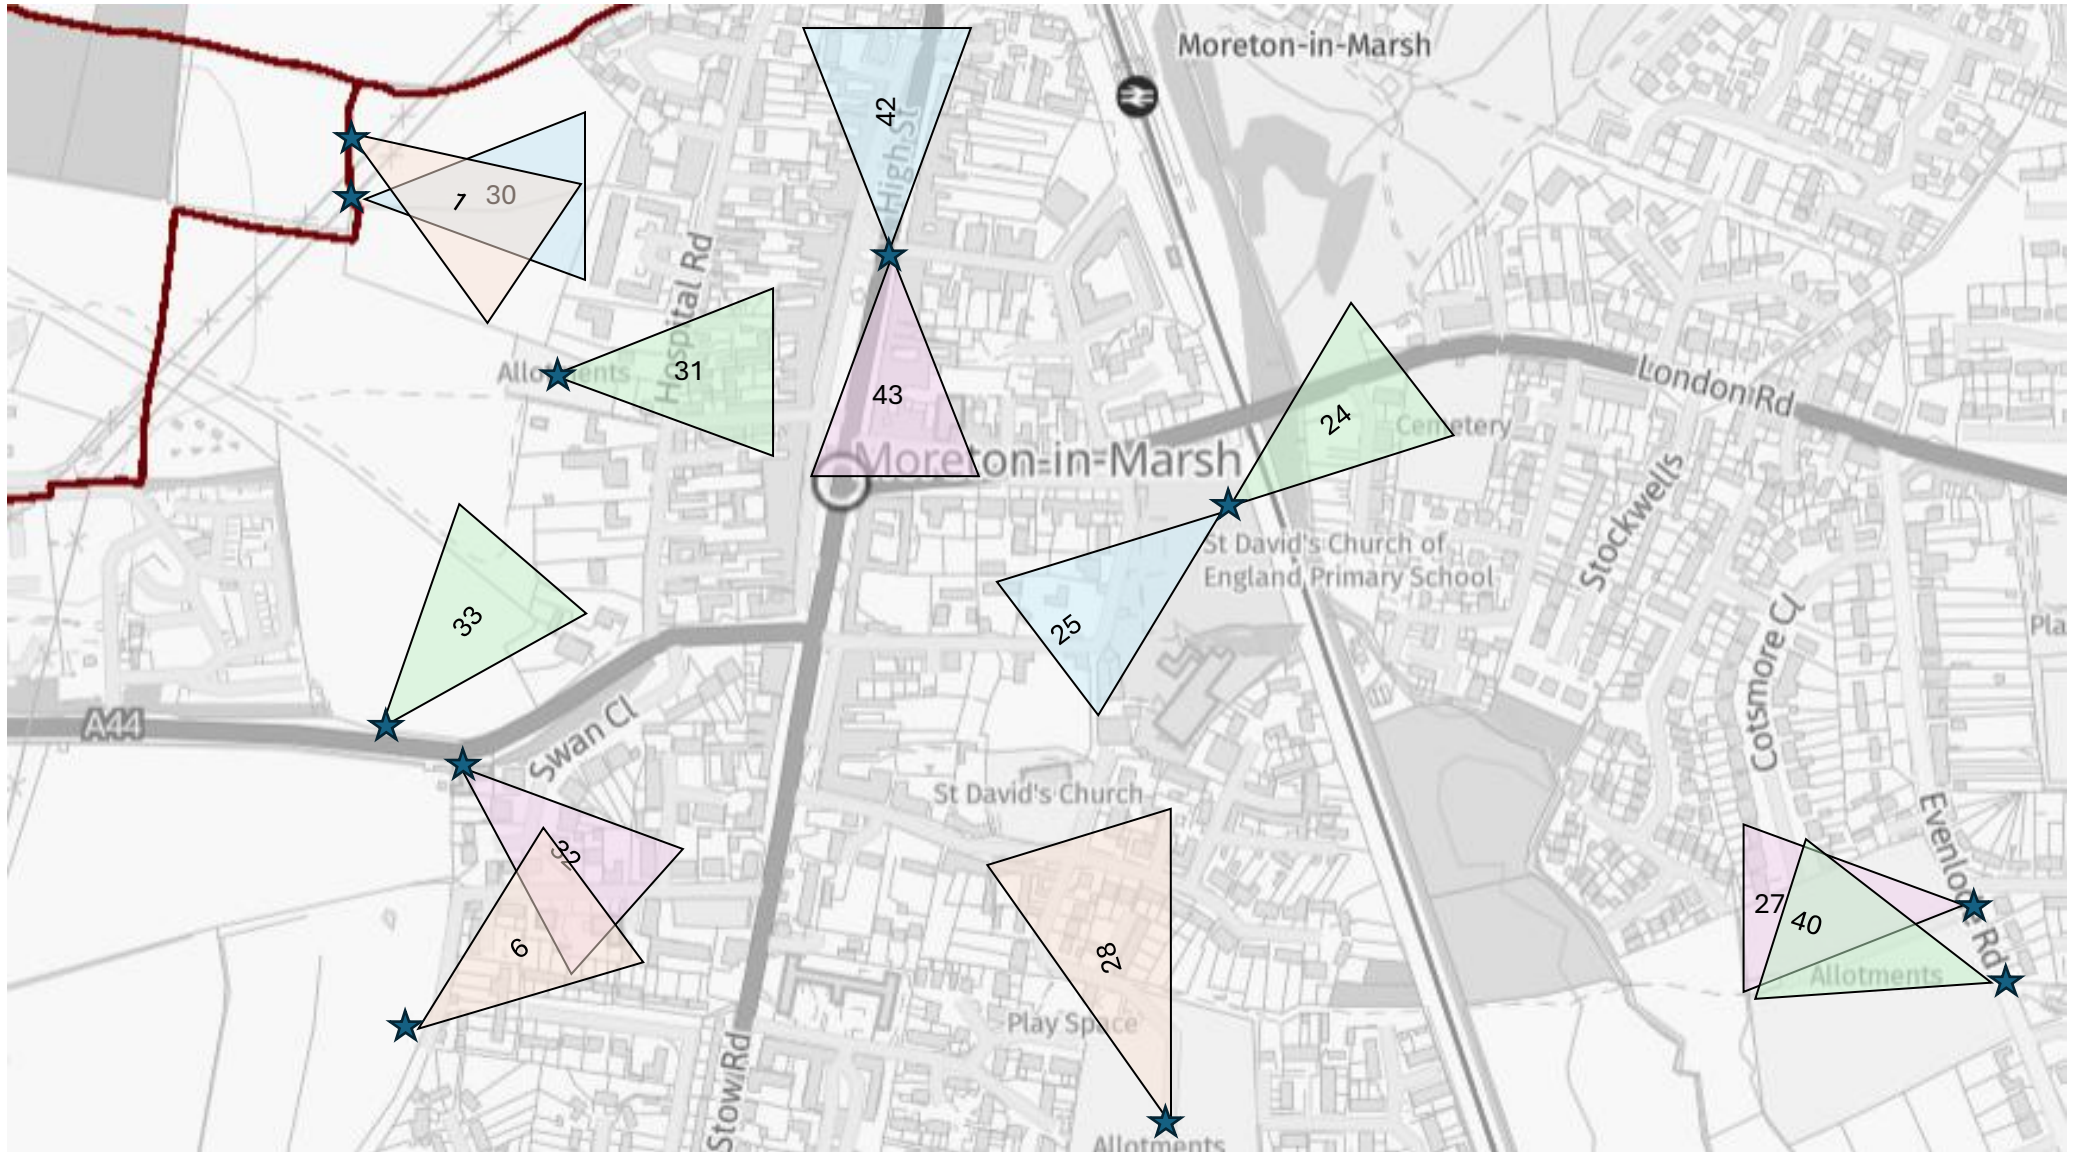 Moreton-in-Marsh
42
High St
1 30
Hospital Rd
Allotments
31
43
24
London Rd
Cemetery
Moreton-in-Marsh
Stockwells
St David's Church of
England Primary School
25
33
Pla
Cotsmore Cl
A44
Swan Cl
St David's Church
32
Evenlode Rd
27
40
6
28
Allotments
Play Space
Stow Rd
Allotments